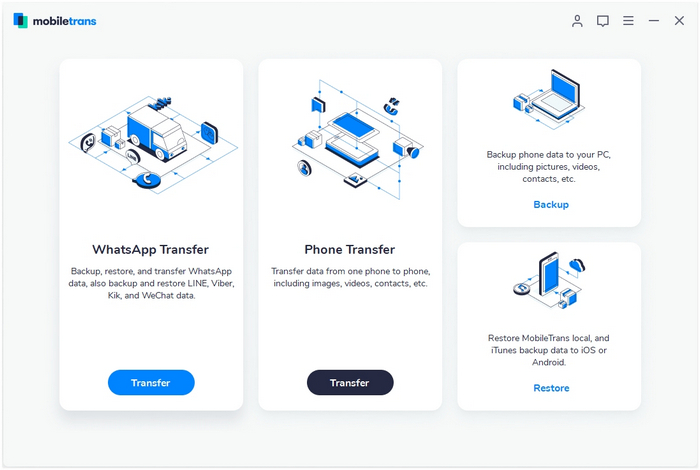 mobiletrans
WhatsApp Transfer
Backup, restore, and transfer WhatsApp
data, also backup and restore LINE, Viber,
Kik, and WeChat data.
Transfer
Phone Transfer
Transfer data from one phone to phone,
including images, videos, contacts, etc.
Transfer
Backup phone data to your PC,
including pictures, videos,
contacts, etc.
Backup
Restore MobileTrans local, and
iTunes backup data to iOS or
Android.
Restore